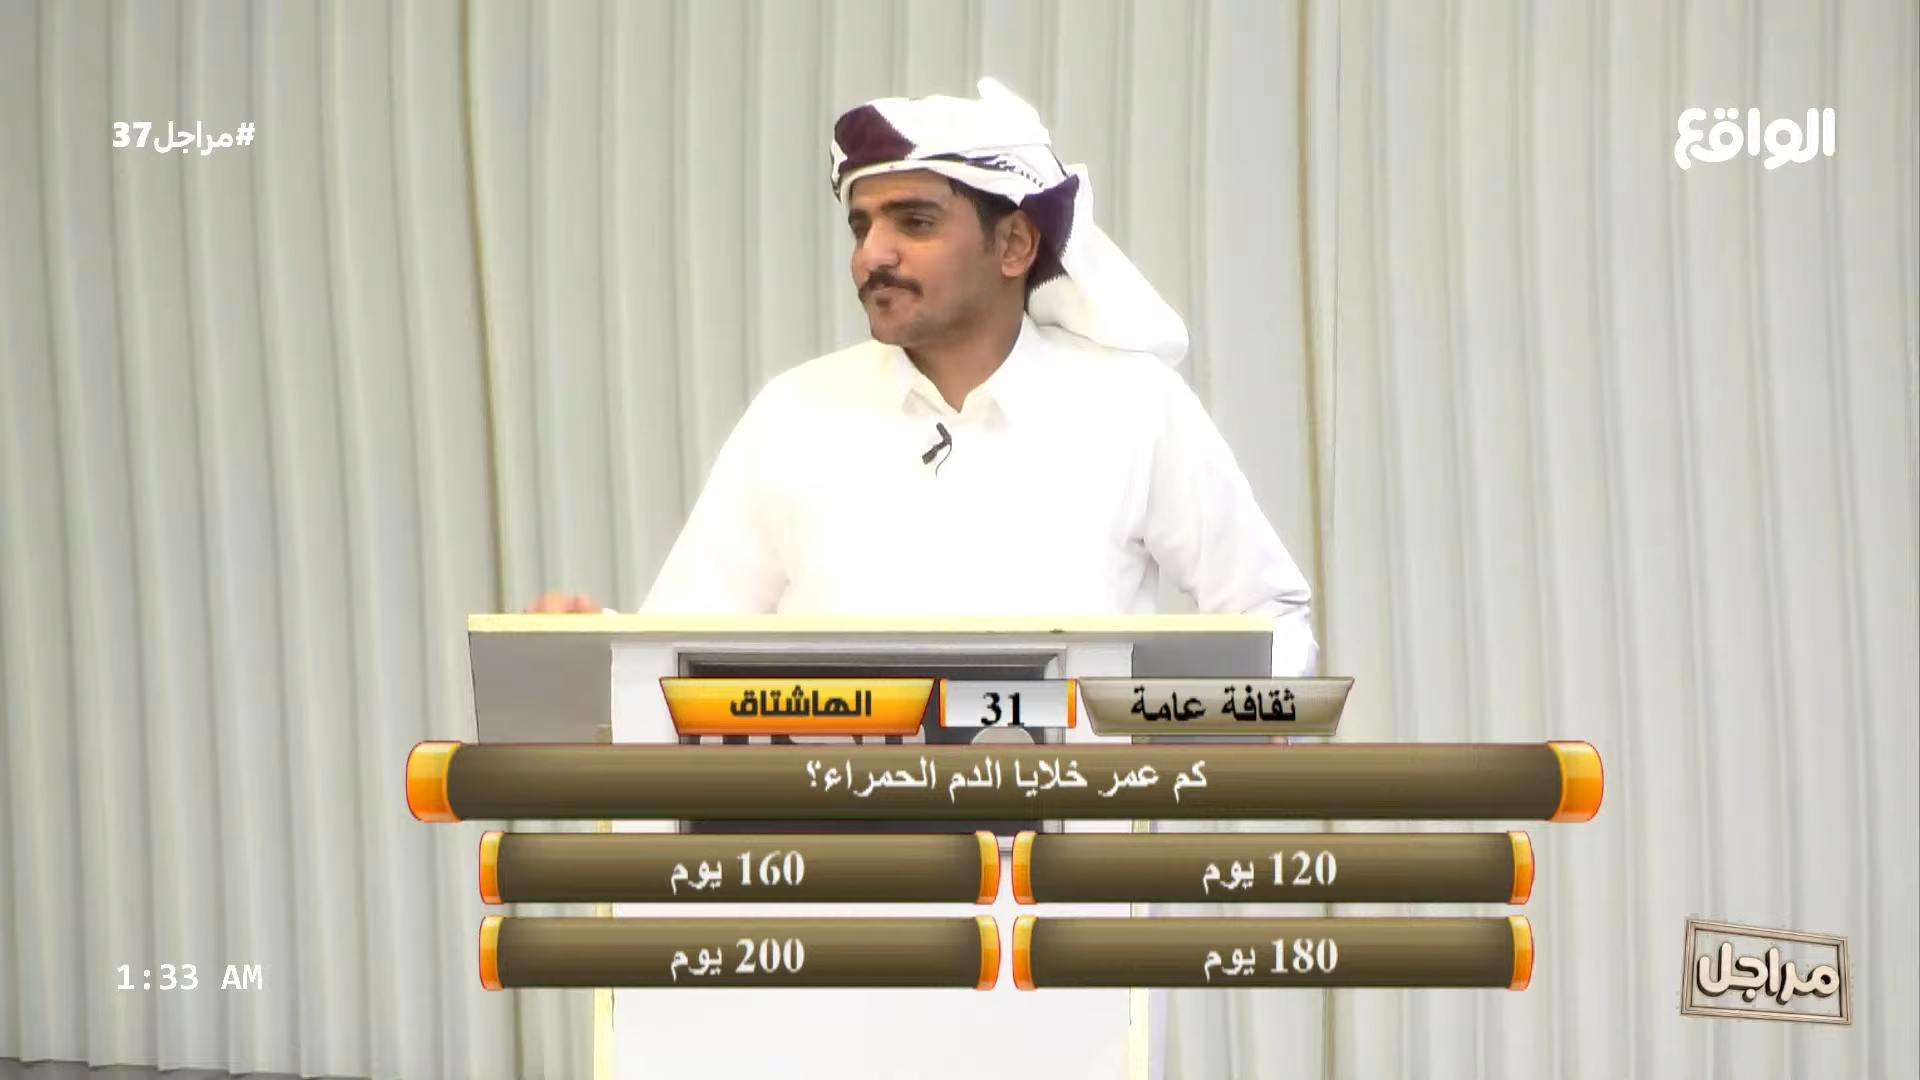 #مراجل37
الواقع
ثقافة عامة
31
الهاشتاق
كم عمر خلايا الدم الحمراء؟
120 يوم
160 يوم
180 يوم
200 يوم
1:33 AM
مراجل